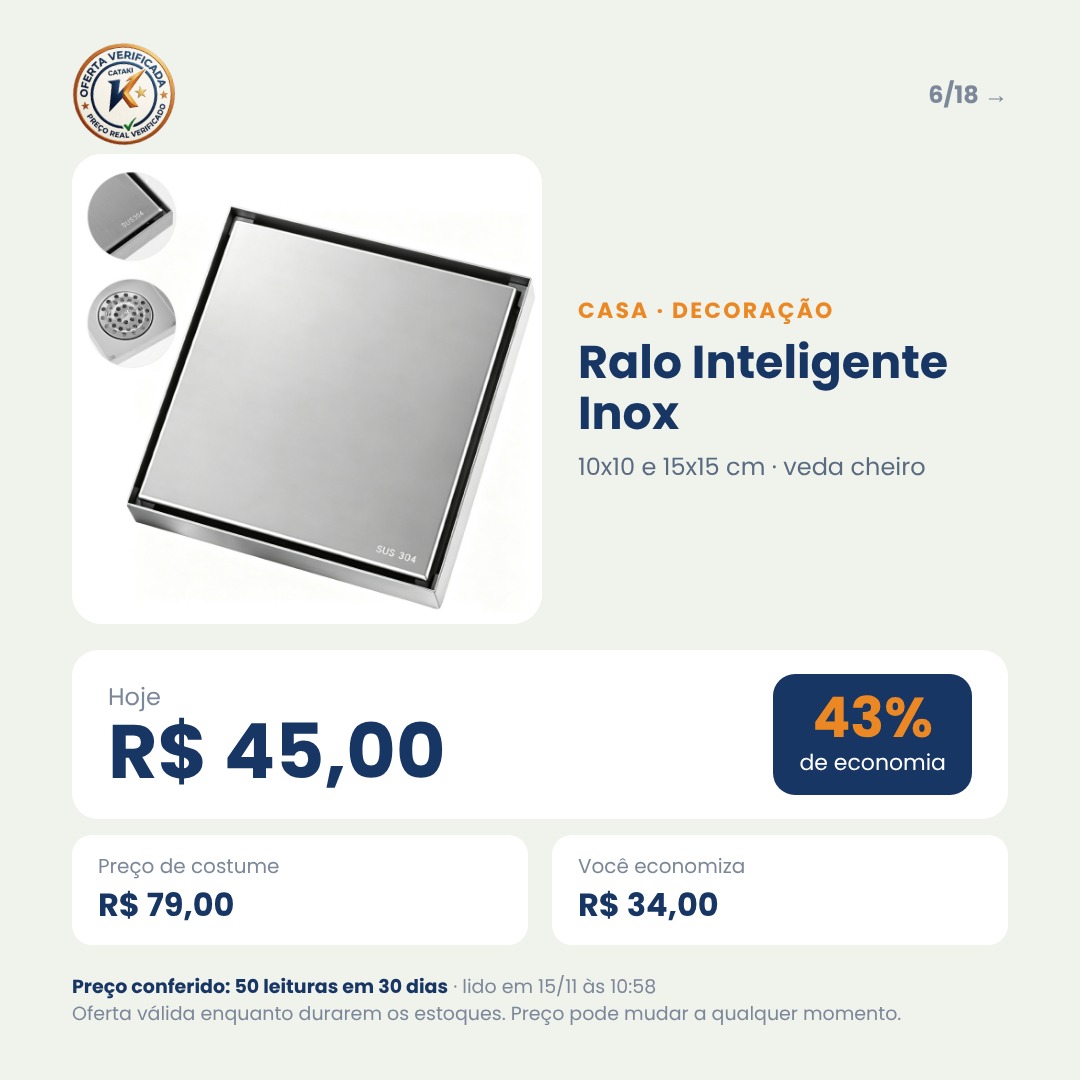 OFERTA VERIFICADA
CATAKI
K
PREÇO REAL VERIFICADO
6/18 →
SUS304
SUS 304
CASA · DECORAÇÃO
Ralo Inteligente
Inox
10x10 e 15x15 cm · veda cheiro
Hoje
R$ 45,00
43%
de economia
Preço de costume
R$ 79,00
Você economiza
R$ 34,00
Preço conferido: 50 leituras em 30 dias · lido em 15/11 às 10:58
Oferta válida enquanto durarem os estoques. Preço pode mudar a qualquer momento.